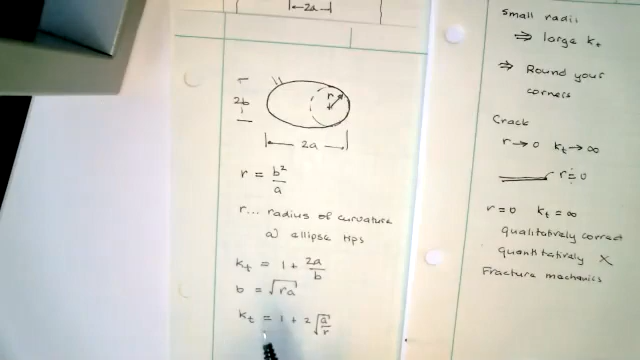 2a
r
2b
2a
r = b²/a
r... radius of curvature
@ ellipse tips
kt = 1 + 2a/b
b = √ra
kt = 1 + 2 √a/r
small radii
⇒ large kt
⇒ Round your
corners
Crack
r → 0 kt → ∞
r = 0
r = 0 kt = ∞
qualitatively correct
quantitatively X
Fracture mechanics